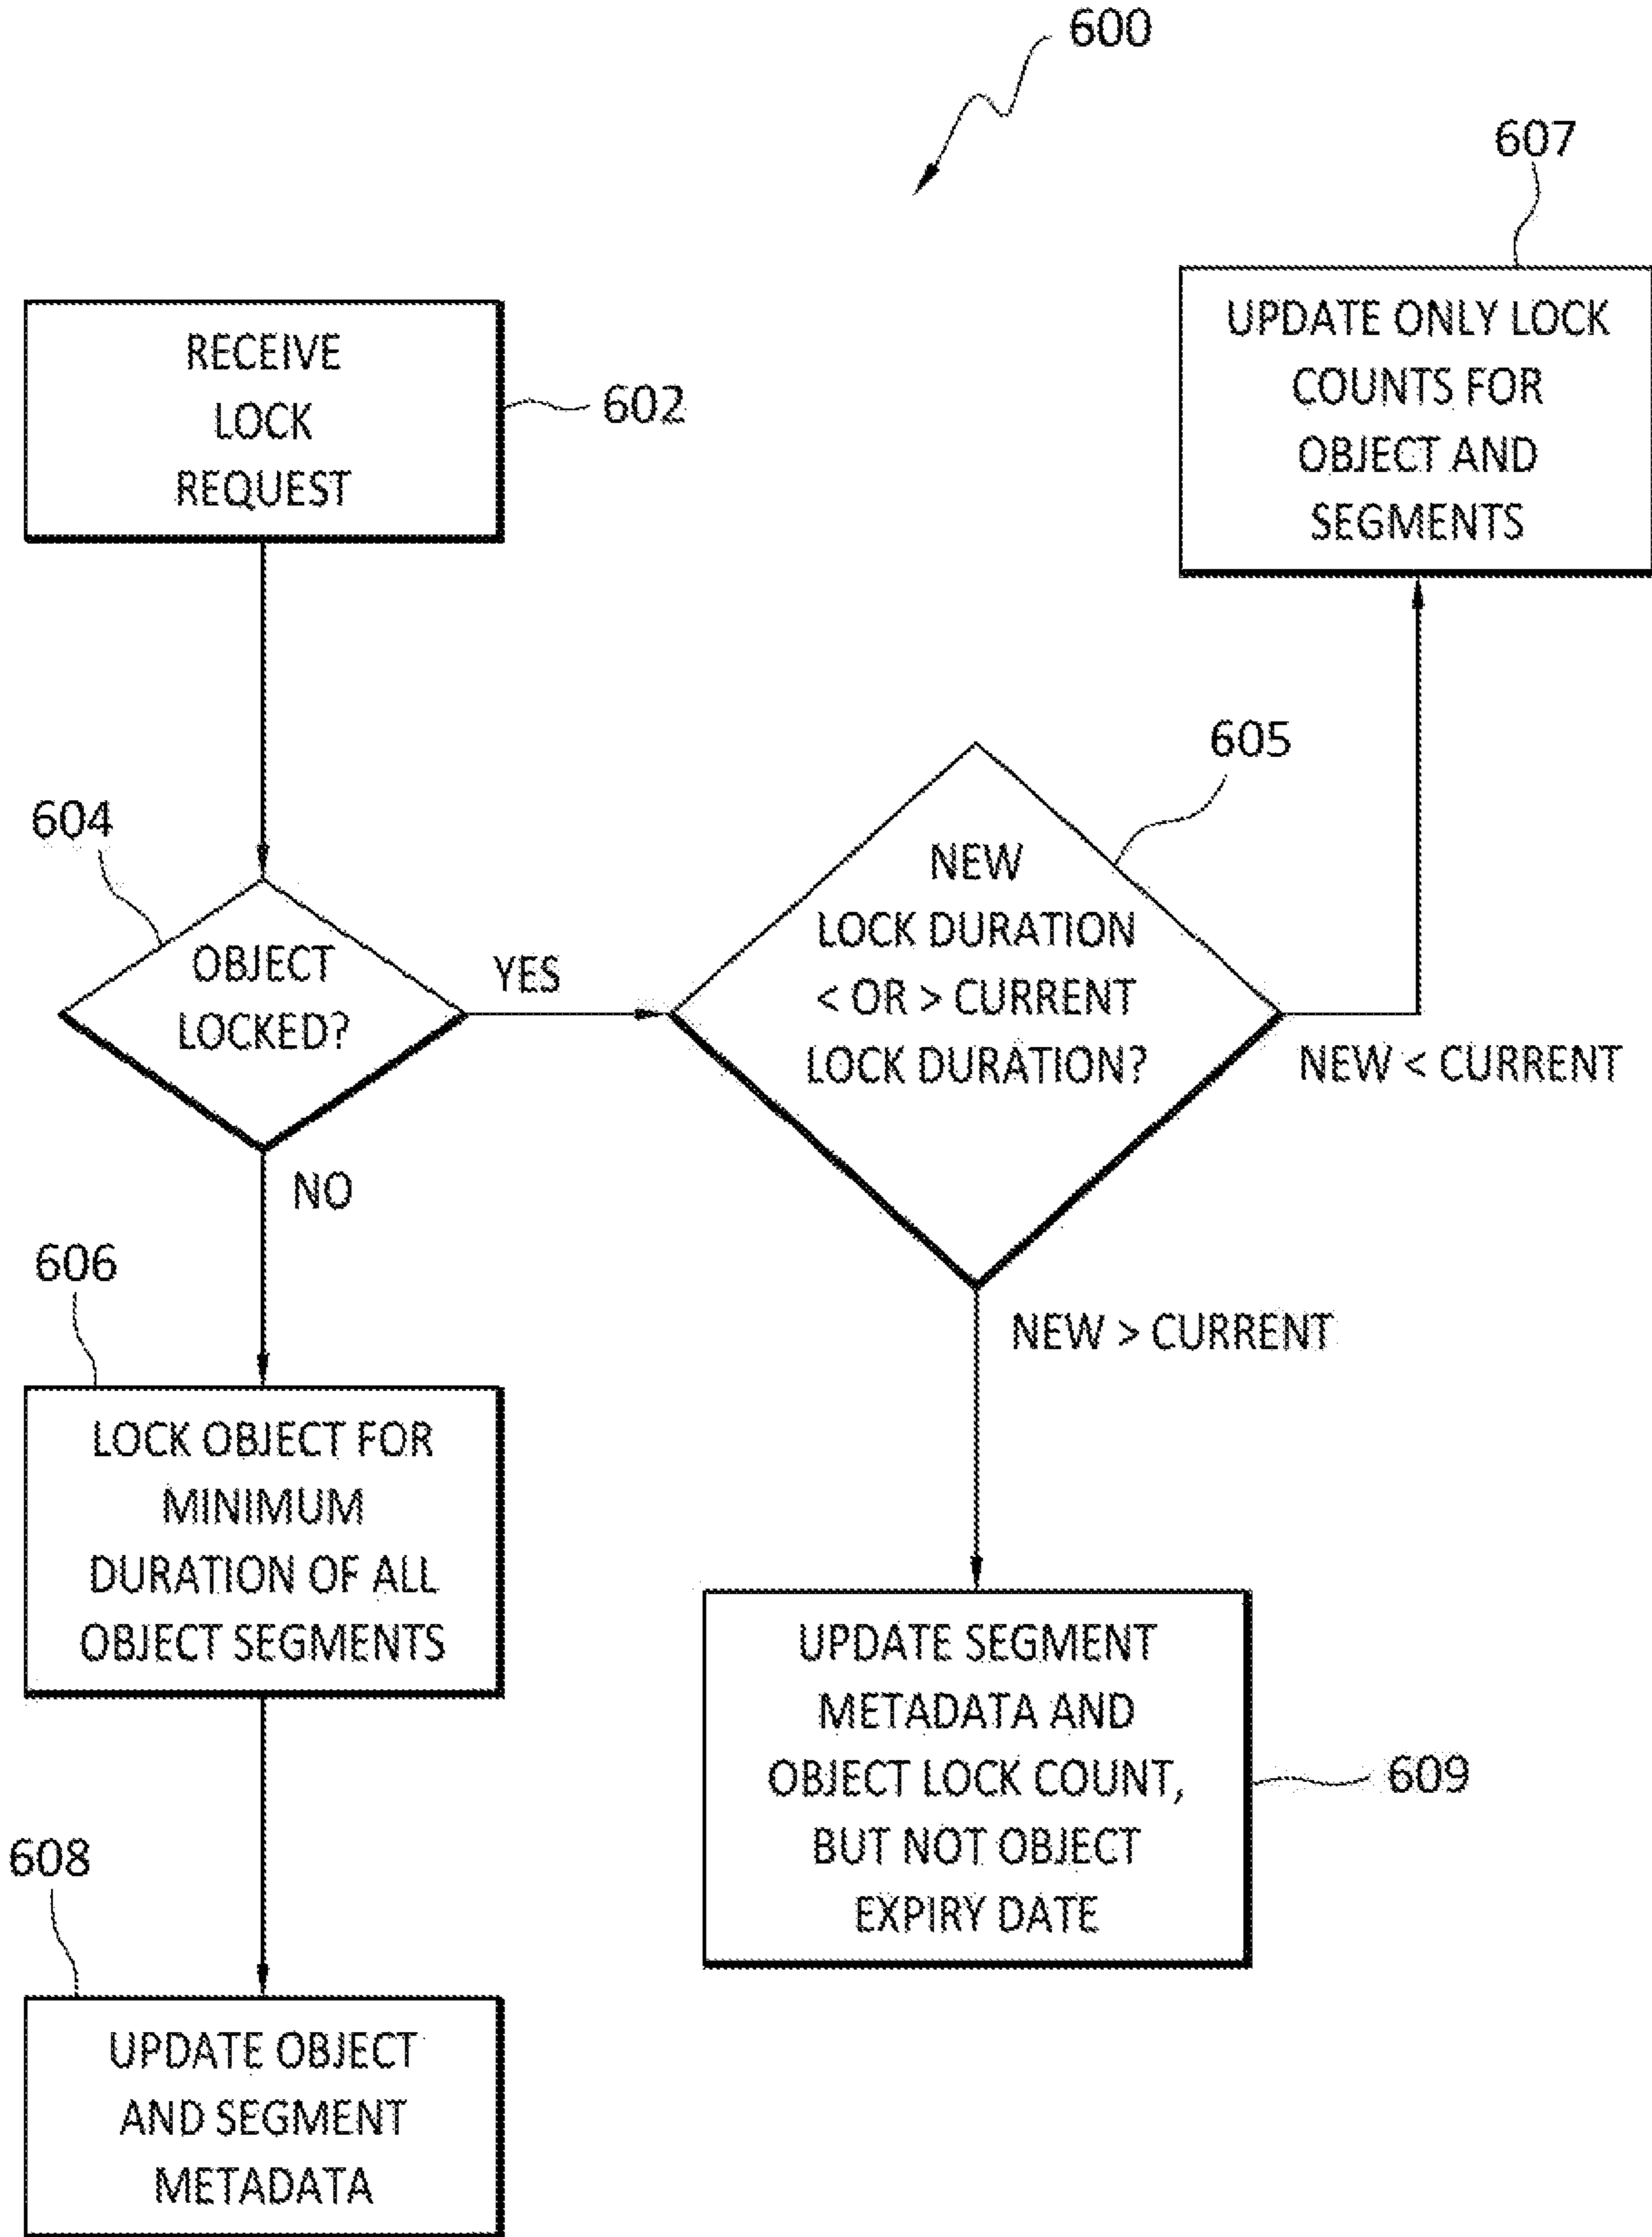 600
607
UPDATE ONLY LOCK
COUNTS FOR
OBJECT AND
SEGMENTS
RECEIVE
LOCK
REQUEST
602
605
604
NEW
LOCK DURATION
< OR > CURRENT
LOCK DURATION?
OBJECT
LOCKED?
YES
NEW < CURRENT
NO
606
NEW > CURRENT
LOCK OBJECT FOR
MINIMUM
DURATION OF ALL
OBJECT SEGMENTS
UPDATE SEGMENT
METADATA AND
OBJECT LOCK COUNT,
BUT NOT OBJECT
EXPIRY DATE
609
608
UPDATE OBJECT
AND SEGMENT
METADATA